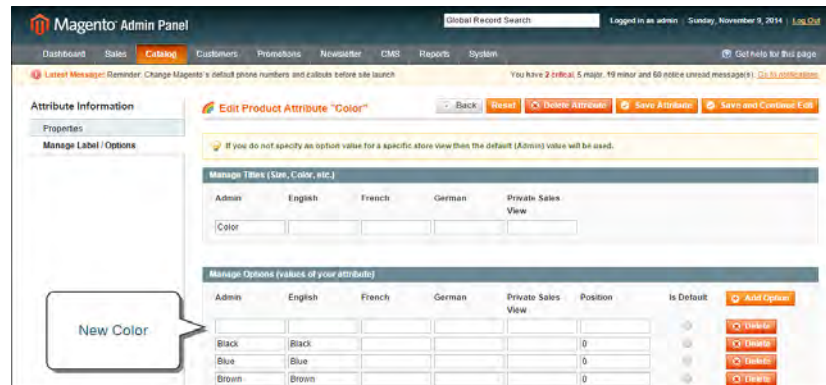 Magento Admin Panel
Global Record Search
Logged in as admin | Sunday, November 9, 2014 | Log Out
Dashboard Sales Catalog Customers Promotions Newsletter CMS Reports System
Get help for this page
Latest Message: Reminder: Change Magento's default phone numbers and callouts before site launch
You have 2 critical, 5 major, 19 minor and 60 notice unread message(s). Go to notifications
Attribute Information
Edit Product Attribute "Color"
Back Reset Delete Attribute Save Attribute Save and Continue Edit
Properties
Manage Label / Options
If you do not specify an option value for a specific store view then the default (Admin) value will be used.
Manage Titles (Size, Color, etc.)
Admin English French German Private Sales View
Color
Manage Options (values of your attribute)
Admin English French German Private Sales View Position Is Default Add Option
New Color
Delete
Black Black 0 Delete
Blue Blue 0 Delete
Brown Brown 0 Delete